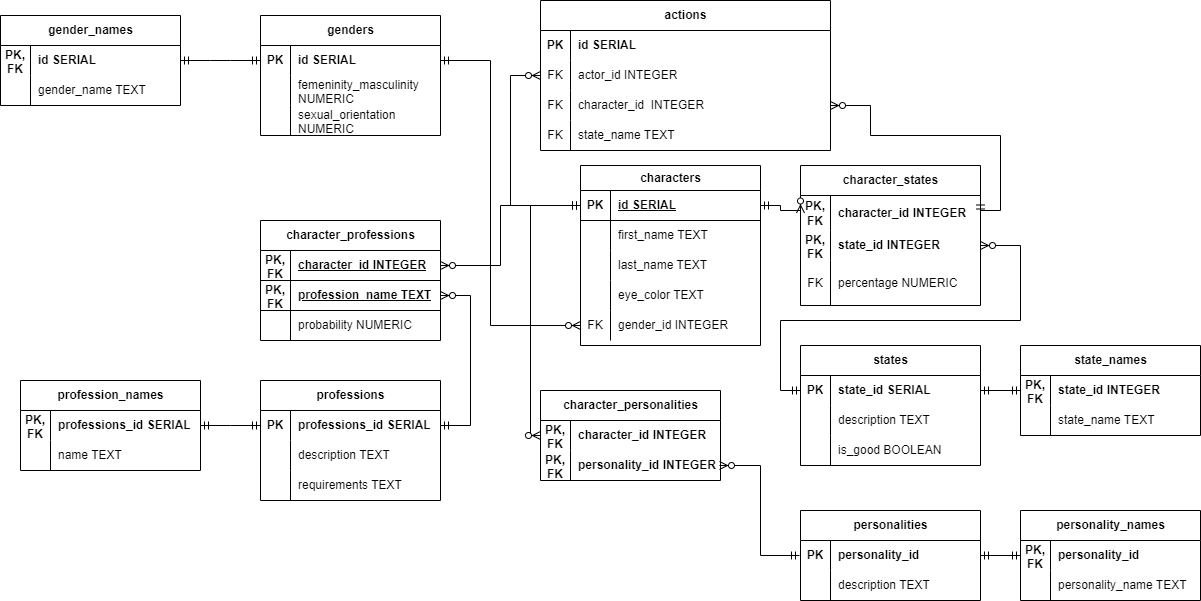 gender_names
PK,
FK
id SERIAL
gender_name TEXT
genders
PK
id SERIAL
femeninity_masculinity
NUMERIC
sexual_orientation
NUMERIC
actions
PK
id SERIAL
FK
actor_id INTEGER
FK
character_id INTEGER
FK
state_name TEXT
characters
PK
id SERIAL
first_name TEXT
last_name TEXT
eye_color TEXT
FK
gender_id INTEGER
character_states
PK,
FK
character_id INTEGER
PK,
FK
state_id INTEGER
FK
percentage NUMERIC
character_professions
PK,
FK
character_id INTEGER
PK,
FK
profession_name TEXT
probability NUMERIC
profession_names
PK,
FK
professions_id SERIAL
name TEXT
professions
PK
professions_id SERIAL
description TEXT
requirements TEXT
character_personalities
PK,
FK
character_id INTEGER
PK,
FK
personality_id INTEGER
states
PK
state_id SERIAL
description TEXT
is_good BOOLEAN
state_names
PK,
FK
state_id INTEGER
state_name TEXT
personalities
PK
personality_id
description TEXT
personality_names
PK,
FK
personality_id
personality_name TEXT